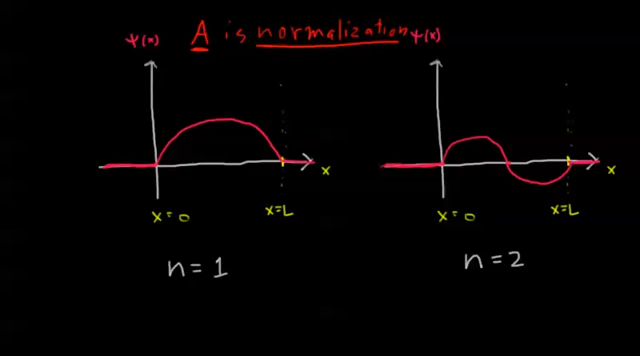 A is normalization
ψ(x)
ψ(x)
x
x
x=0
x=L
x=0
x=L
n=1
n=2